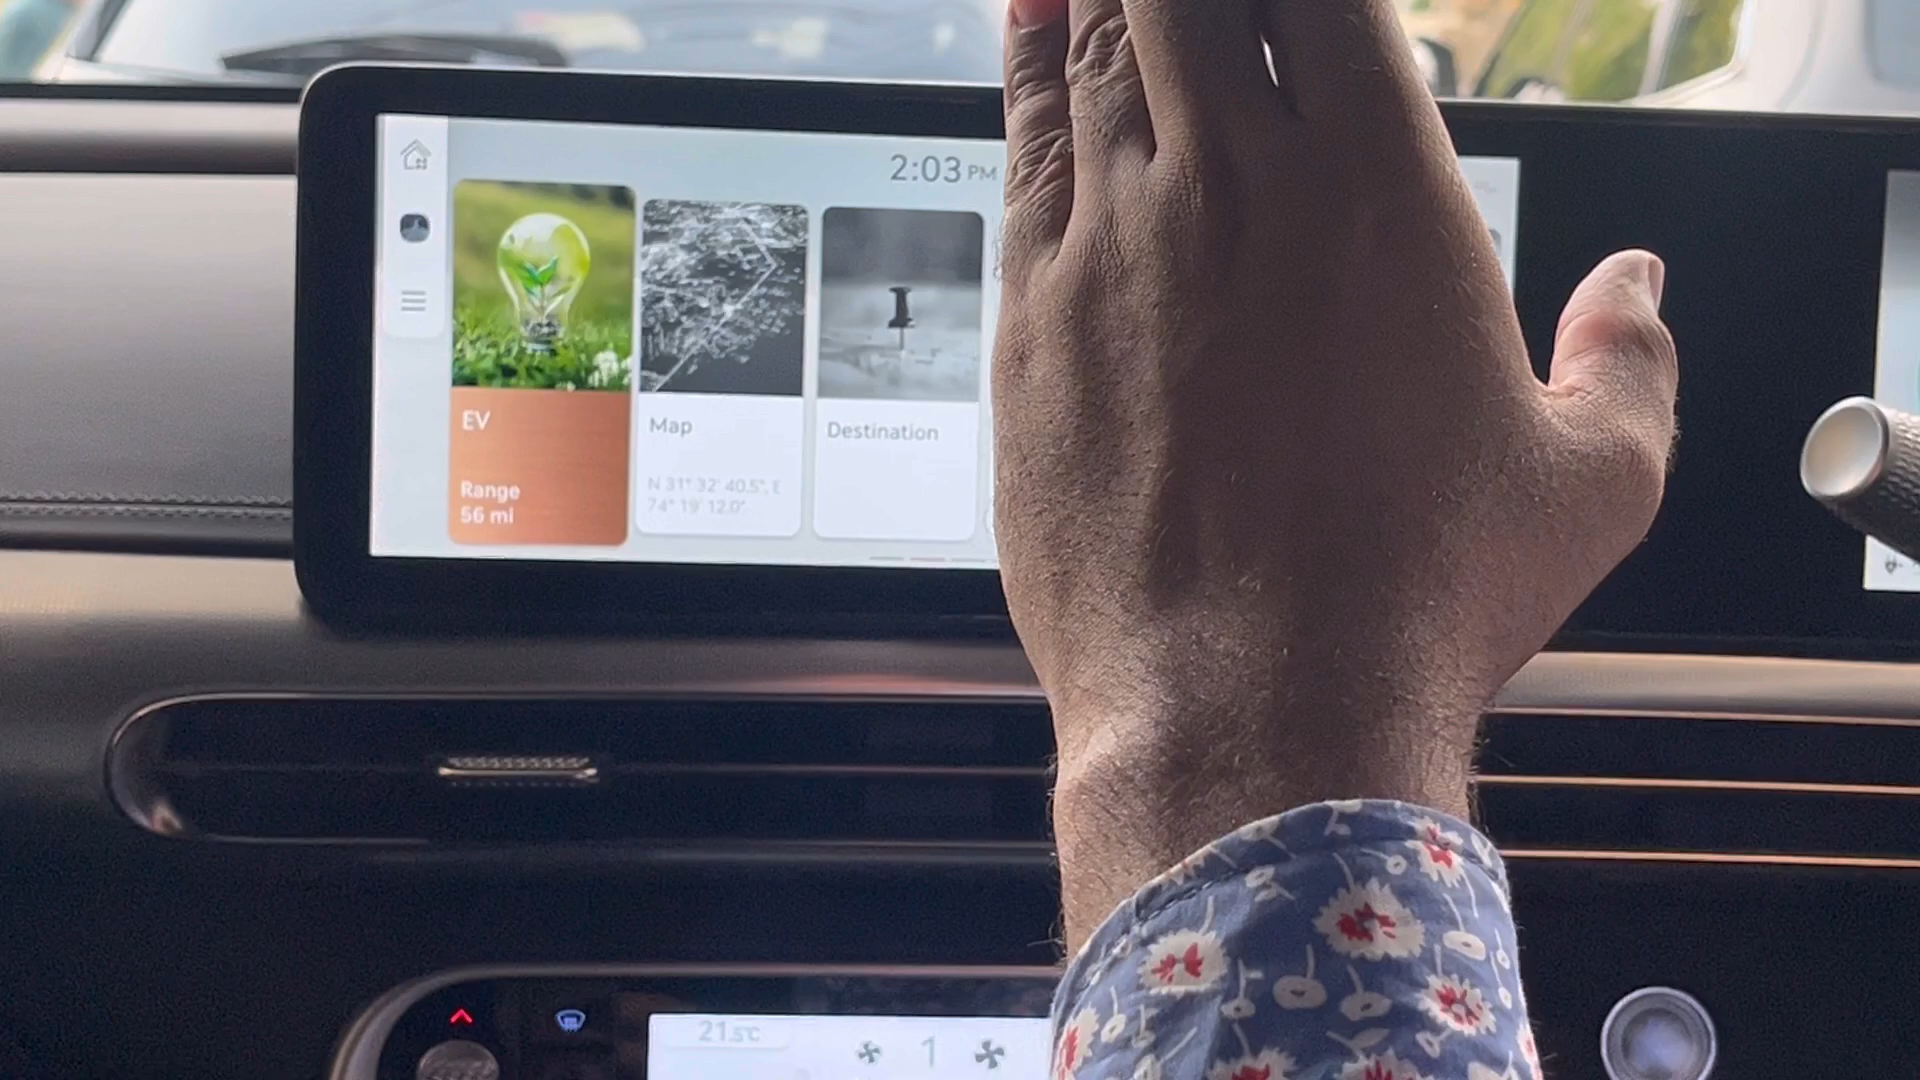 2:03 PM
EV
Range
56 mi
Map
N 31° 32' 40.5", E
74° 19' 12.0"
Destination
21.5°C
1